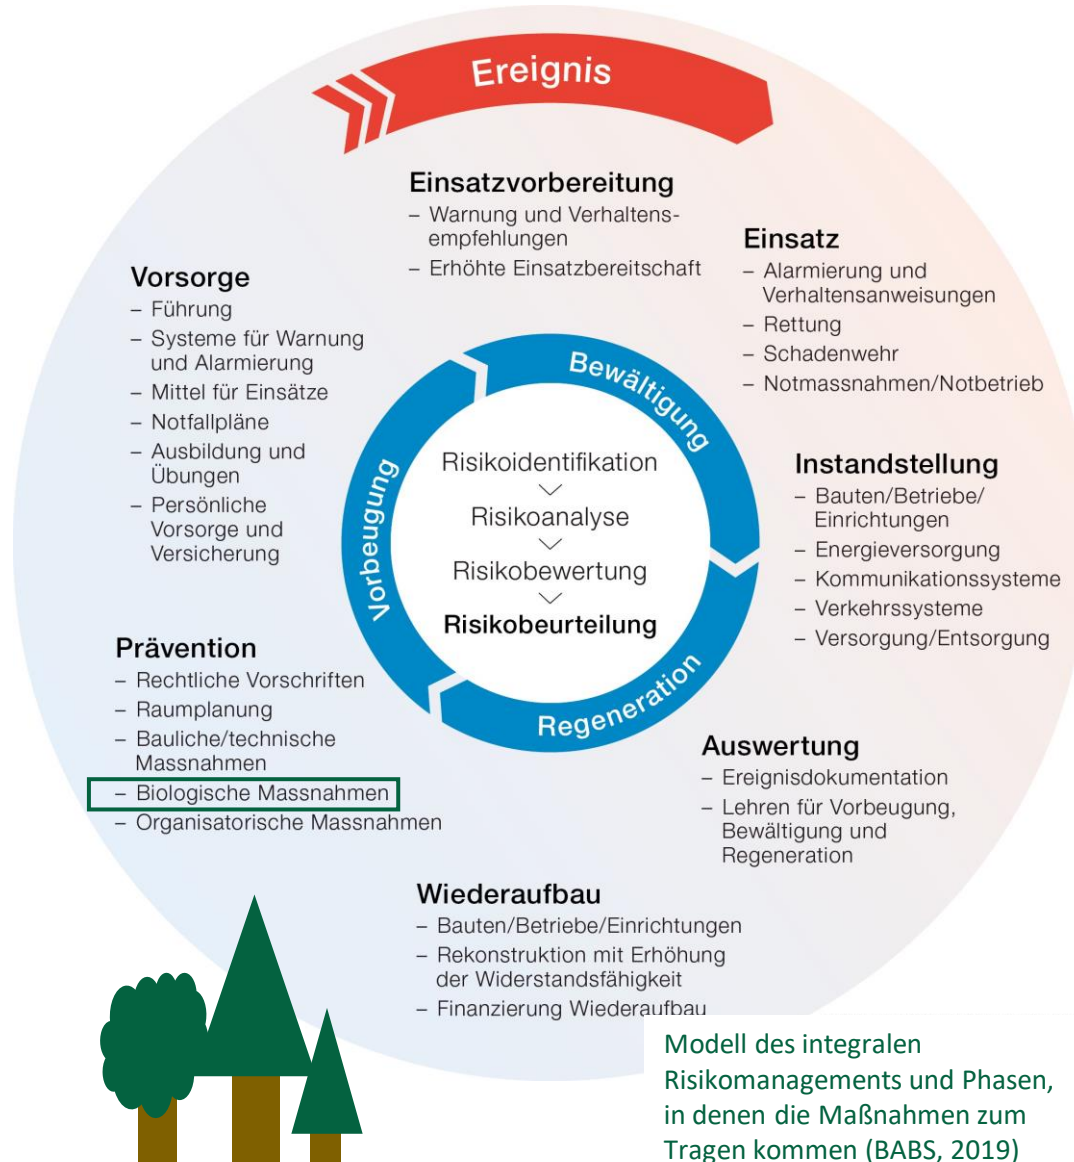 Ereignis
Einsatzvorbereitung
– Warnung und Verhaltens-
empfehlungen
– Erhöhte Einsatzbereitschaft
Einsatz
– Alarmierung und
Verhaltensanweisungen
– Rettung
– Schadenwehr
– Notmassnahmen/Notbetrieb
Vorsorge
– Führung
– Systeme für Warnung
und Alarmierung
– Mittel für Einsätze
– Notfallpläne
– Ausbildung und
Übungen
– Persönliche
Vorsorge und
Versicherung
Bewältigung
Vorbeugung
Regeneration
Risikoidentifikation
Risikoanalyse
Risikobewertung
Risikobeurteilung
Instandstellung
– Bauten/Betriebe/
Einrichtungen
– Energieversorgung
– Kommunikationssysteme
– Verkehrssysteme
– Versorgung/Entsorgung
Prävention
– Rechtliche Vorschriften
– Raumplanung
– Bauliche/technische
Massnahmen
– Biologische Massnahmen
– Organisatorische Massnahmen
Auswertung
– Ereignisdokumentation
– Lehren für Vorbeugung,
Bewältigung und
Regeneration
Wiederaufbau
– Bauten/Betriebe/Einrichtungen
– Rekonstruktion mit Erhöhung
der Widerstandsfähigkeit
– Finanzierung Wiederaufbau
Modell des integralen
Risikomanagements und Phasen,
in denen die Maßnahmen zum
Tragen kommen (BABS, 2019)